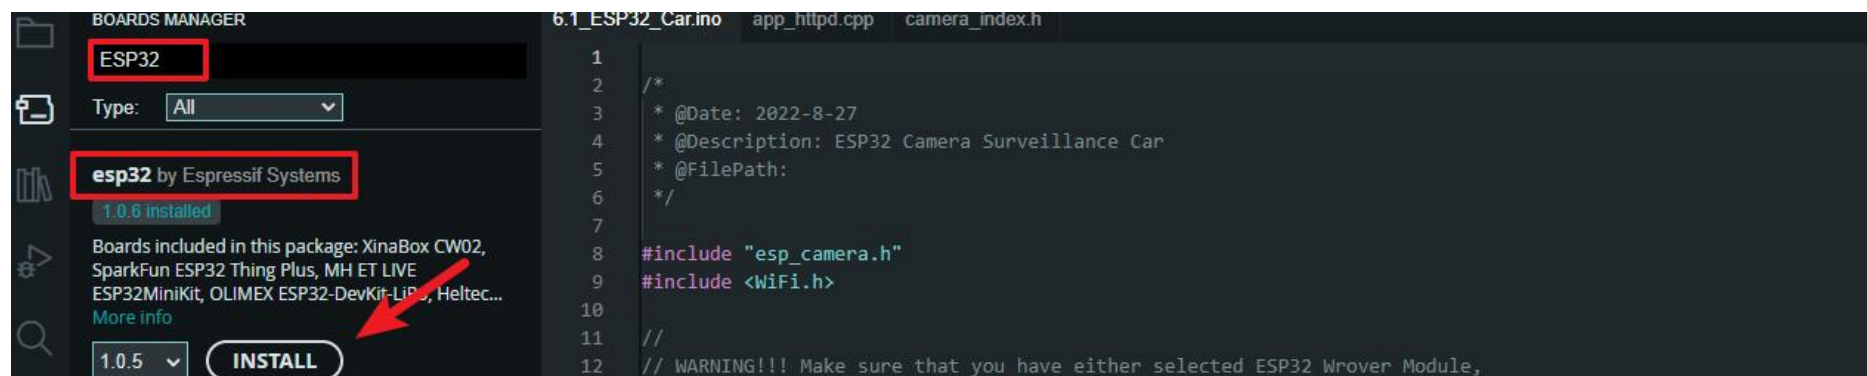 BOARDS MANAGER
ESP32
Type: All
esp32 by Espressif Systems
1.0.6 installed
Boards included in this package: XinaBox CW02,
SparkFun ESP32 Thing Plus, MH ET LIVE
ESP32MiniKit, OLIMEX ESP32-DevKit-LiPo, Heltec...
More info
1.0.5 INSTALL
6.1_ESP32_Car.ino app_httpd.cpp camera_index.h
1
2 /*
3 * @Date: 2022-8-27
4 * @Description: ESP32 Camera Surveillance Car
5 * @FilePath:
6 */
7
8 #include "esp_camera.h"
9 #include <WiFi.h>
10
11 //
12 // WARNING!!! Make sure that you have either selected ESP32 Wrover Module,